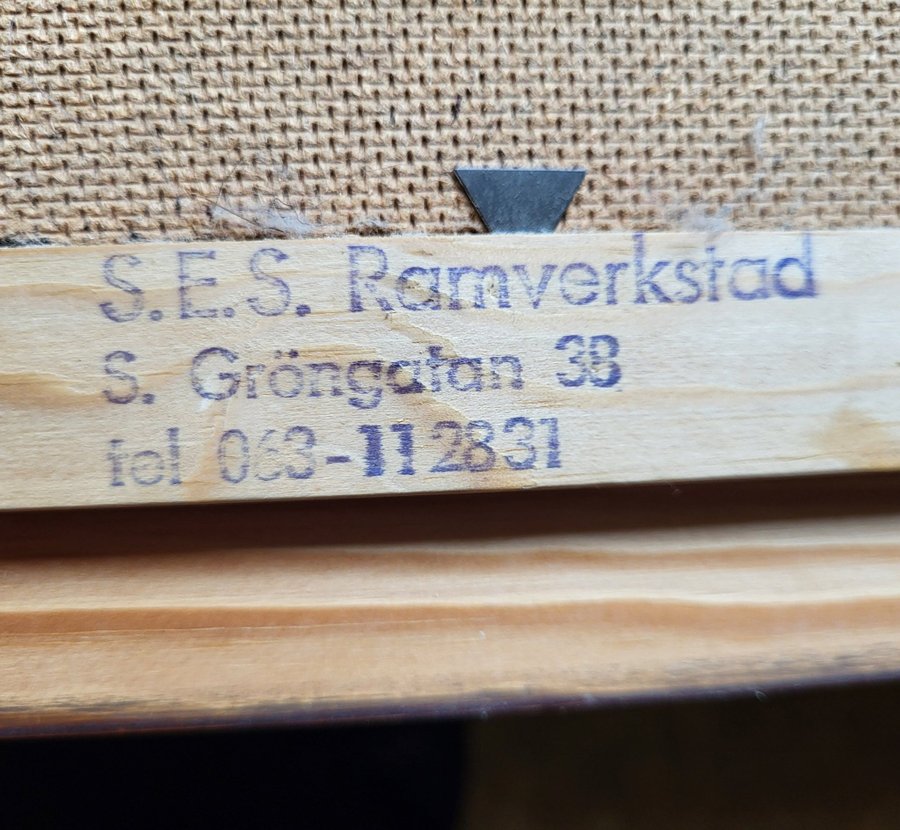 S.E.S. Ramverkstad
S. Gröngatan 38
tel 063-112831